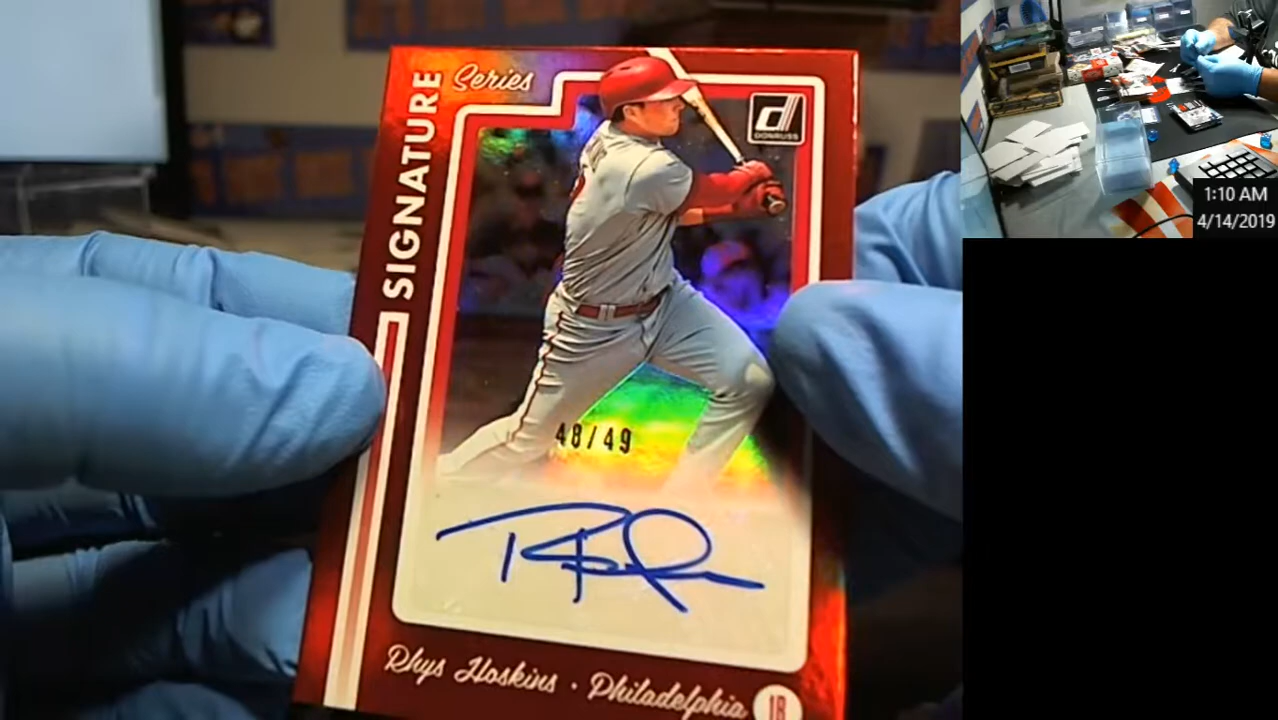 SIGNATURE Series
d
DONRUSS
48/49
Rhys Hoskins · Philadelphia 1B
1:10 AM
4/14/2019